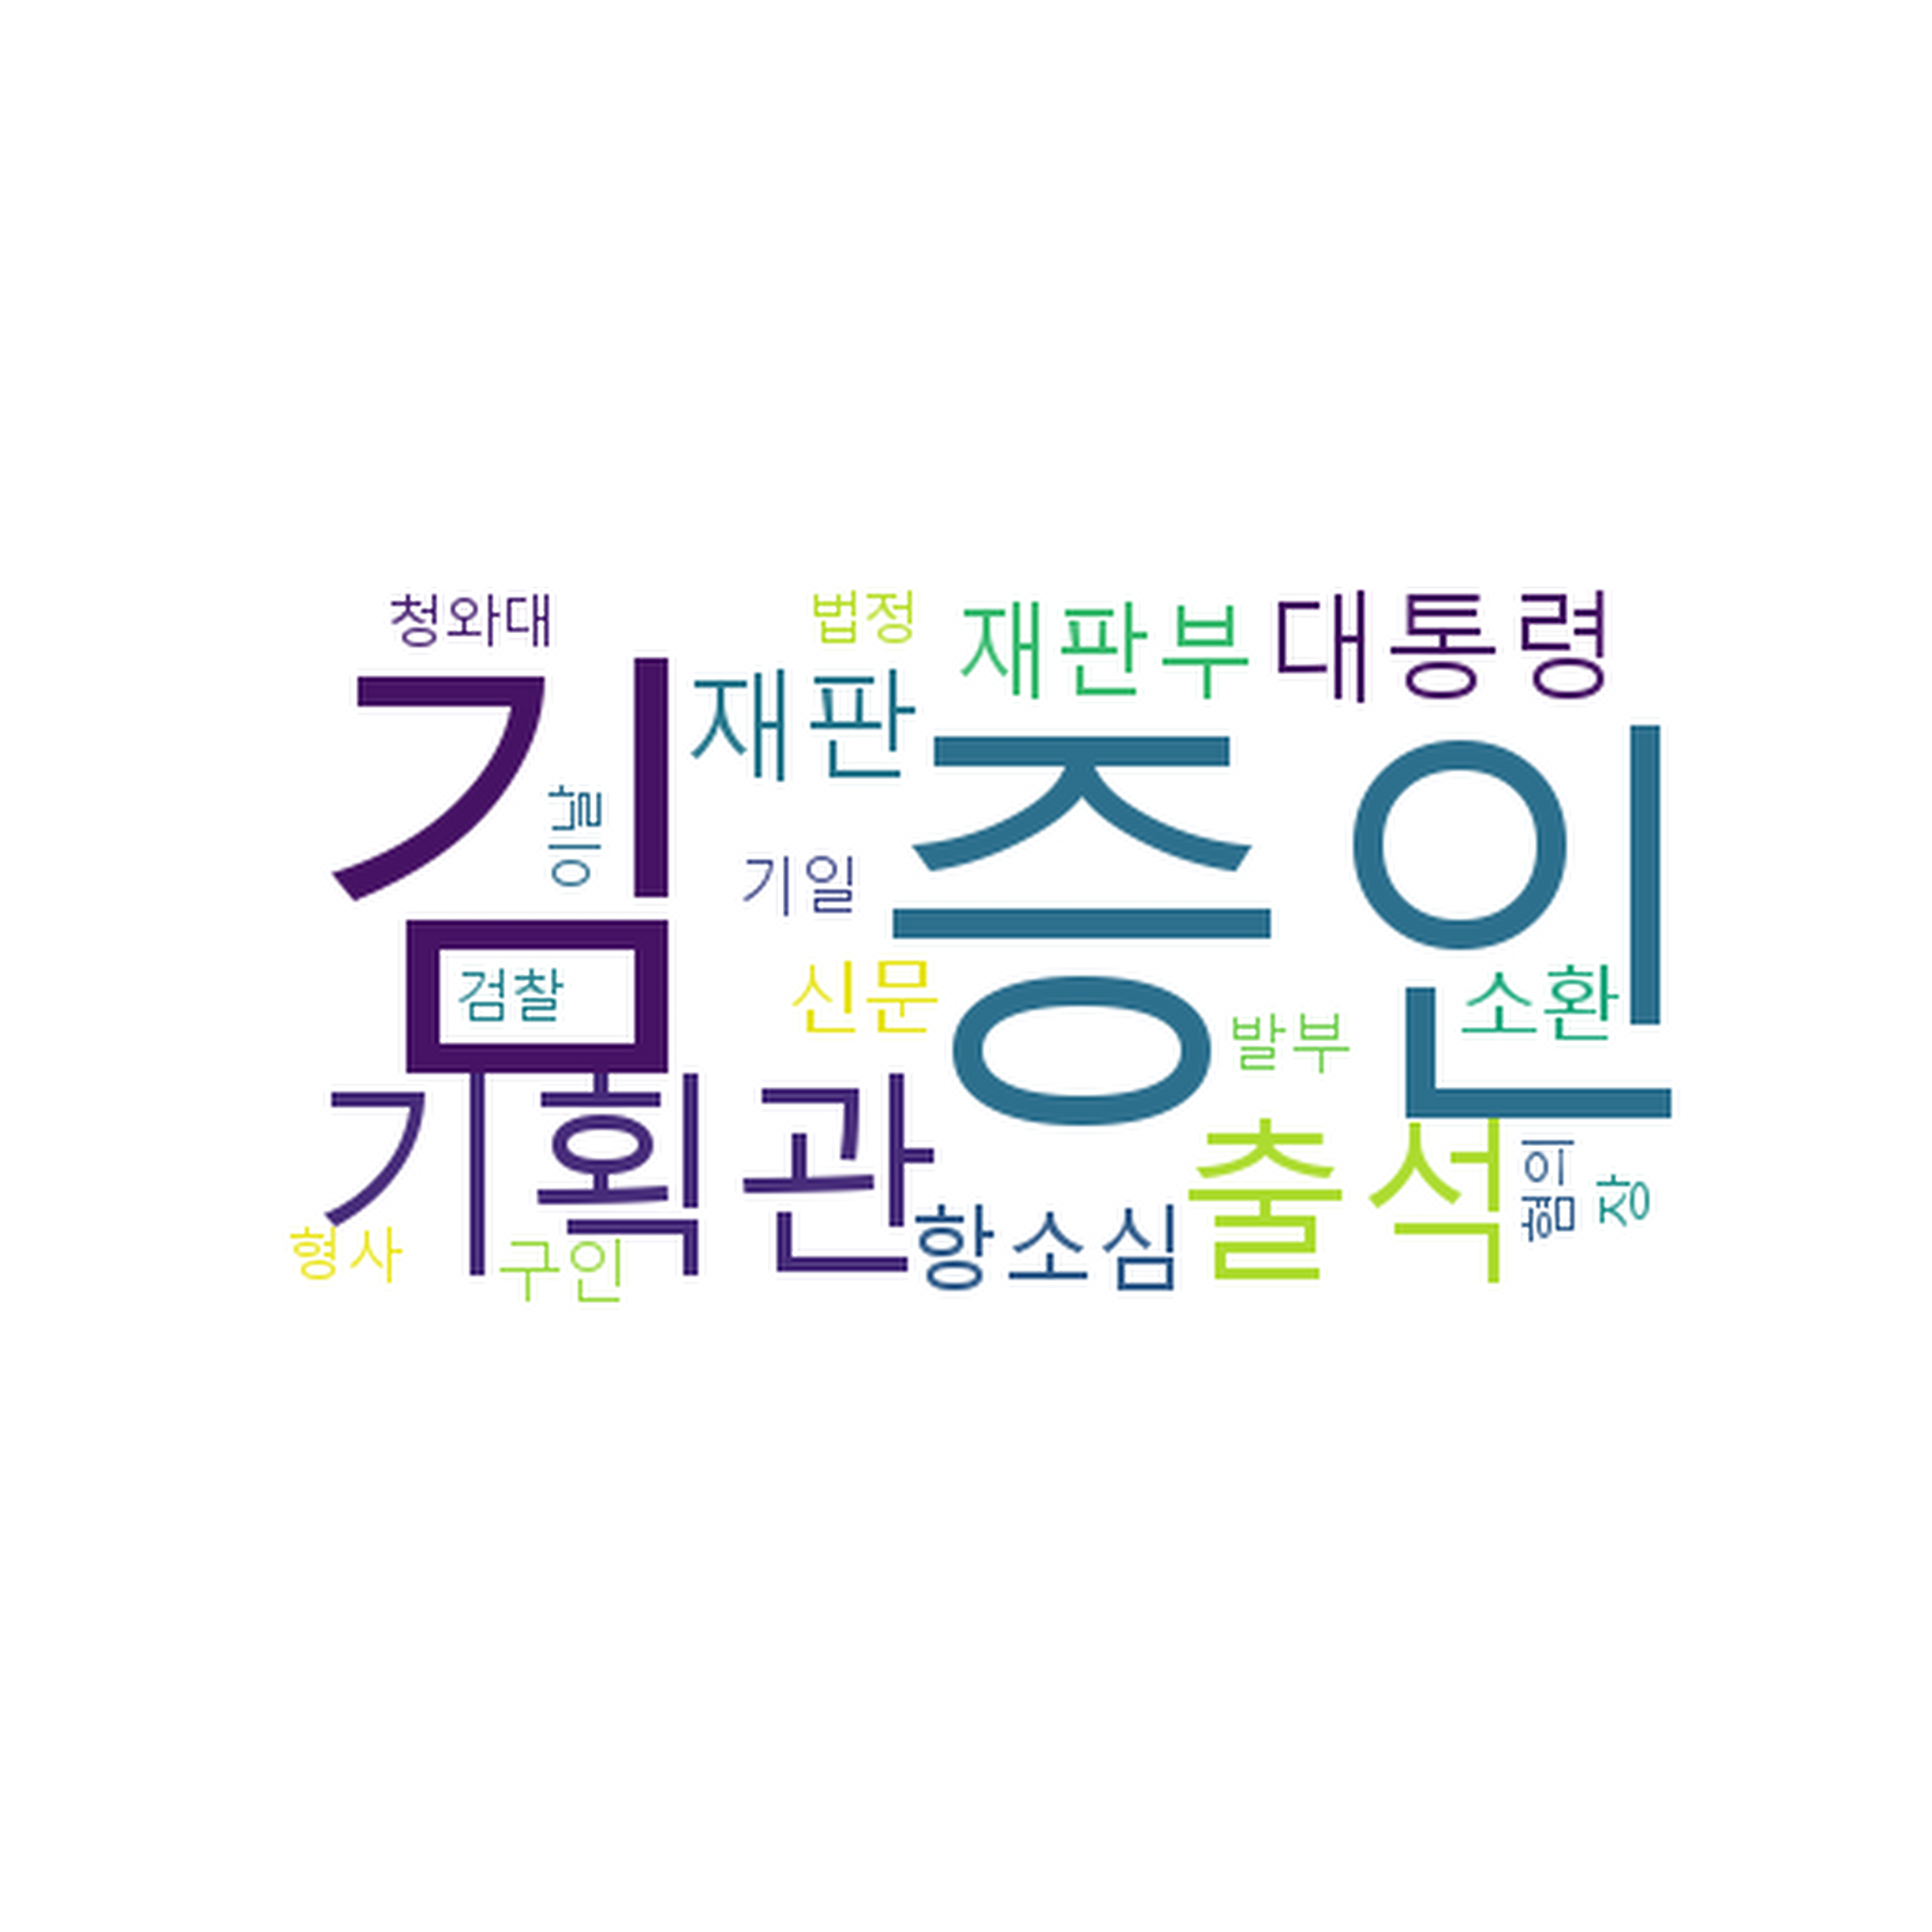 청와대
법정
재판부
대통령
김
재판
증인
이날
기일
검찰
신문
소환
발부
기획관
출석
혐의
장
항소심
형사
구인